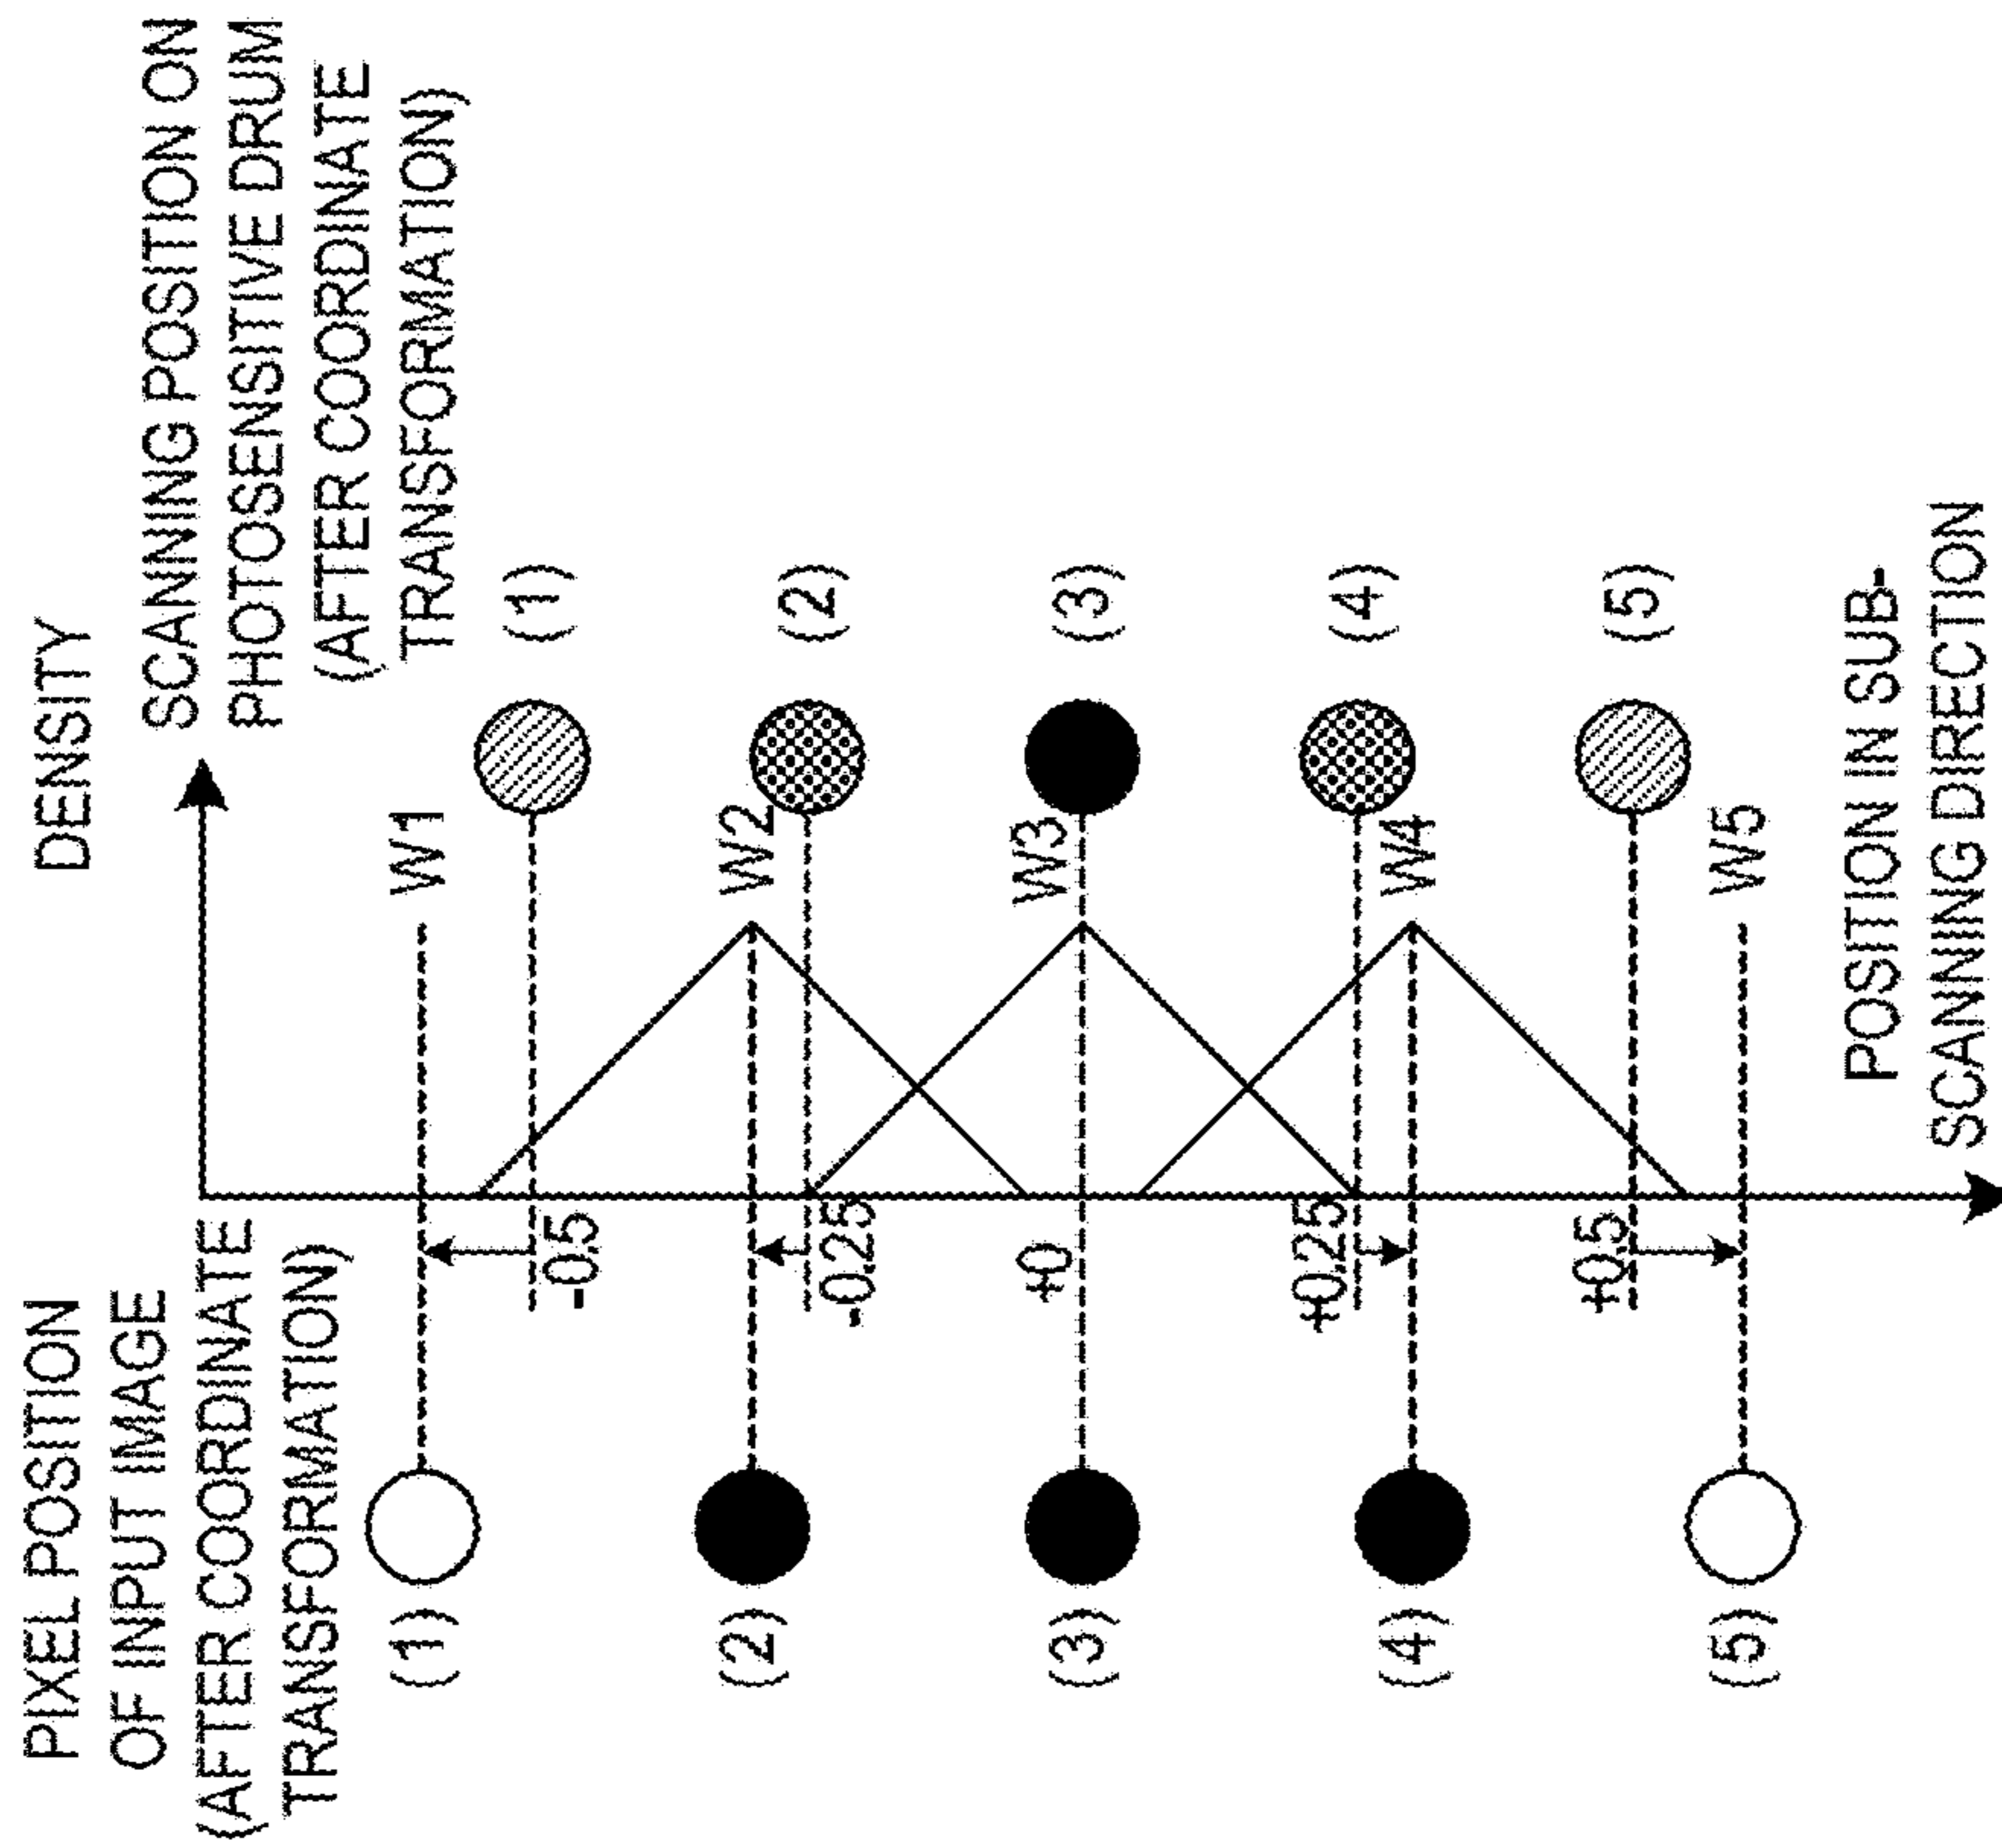 PIXEL POSITION
OF INPUT IMAGE
(AFTER COORDINATE
TRANSFORMATION)
DENSITY
SCANNING POSITION ON
PHOTOSENSITIVE DRUM
(AFTER COORDINATE
TRANSFORMATION)
(1)
W1
(1)
-0.5
(2)
W2
(2)
-0.25
(3)
+0
W3
(3)
+0.25
(4)
(4)
W4
+0.5
(5)
(5)
W5
POSITION IN SUB-
SCANNING DIRECTION